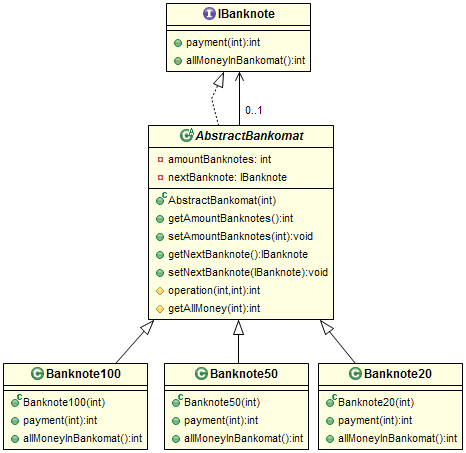 IBanknote
payment(int):int
allMoneyInBankomat():int
0..1
AbstractBankomat
amountBanknotes: int
nextBanknote: IBanknote
AbstractBankomat(int)
getAmountBanknotes():int
setAmountBanknotes(int):void
getNextBanknote():IBanknote
setNextBanknote(IBanknote):void
operation(int,int):int
getAllMoney(int):int
Banknote100
Banknote100(int)
payment(int):int
allMoneyInBankomat():int
Banknote50
Banknote50(int)
payment(int):int
allMoneyInBankomat():int
Banknote20
Banknote20(int)
payment(int):int
allMoneyInBankomat():int